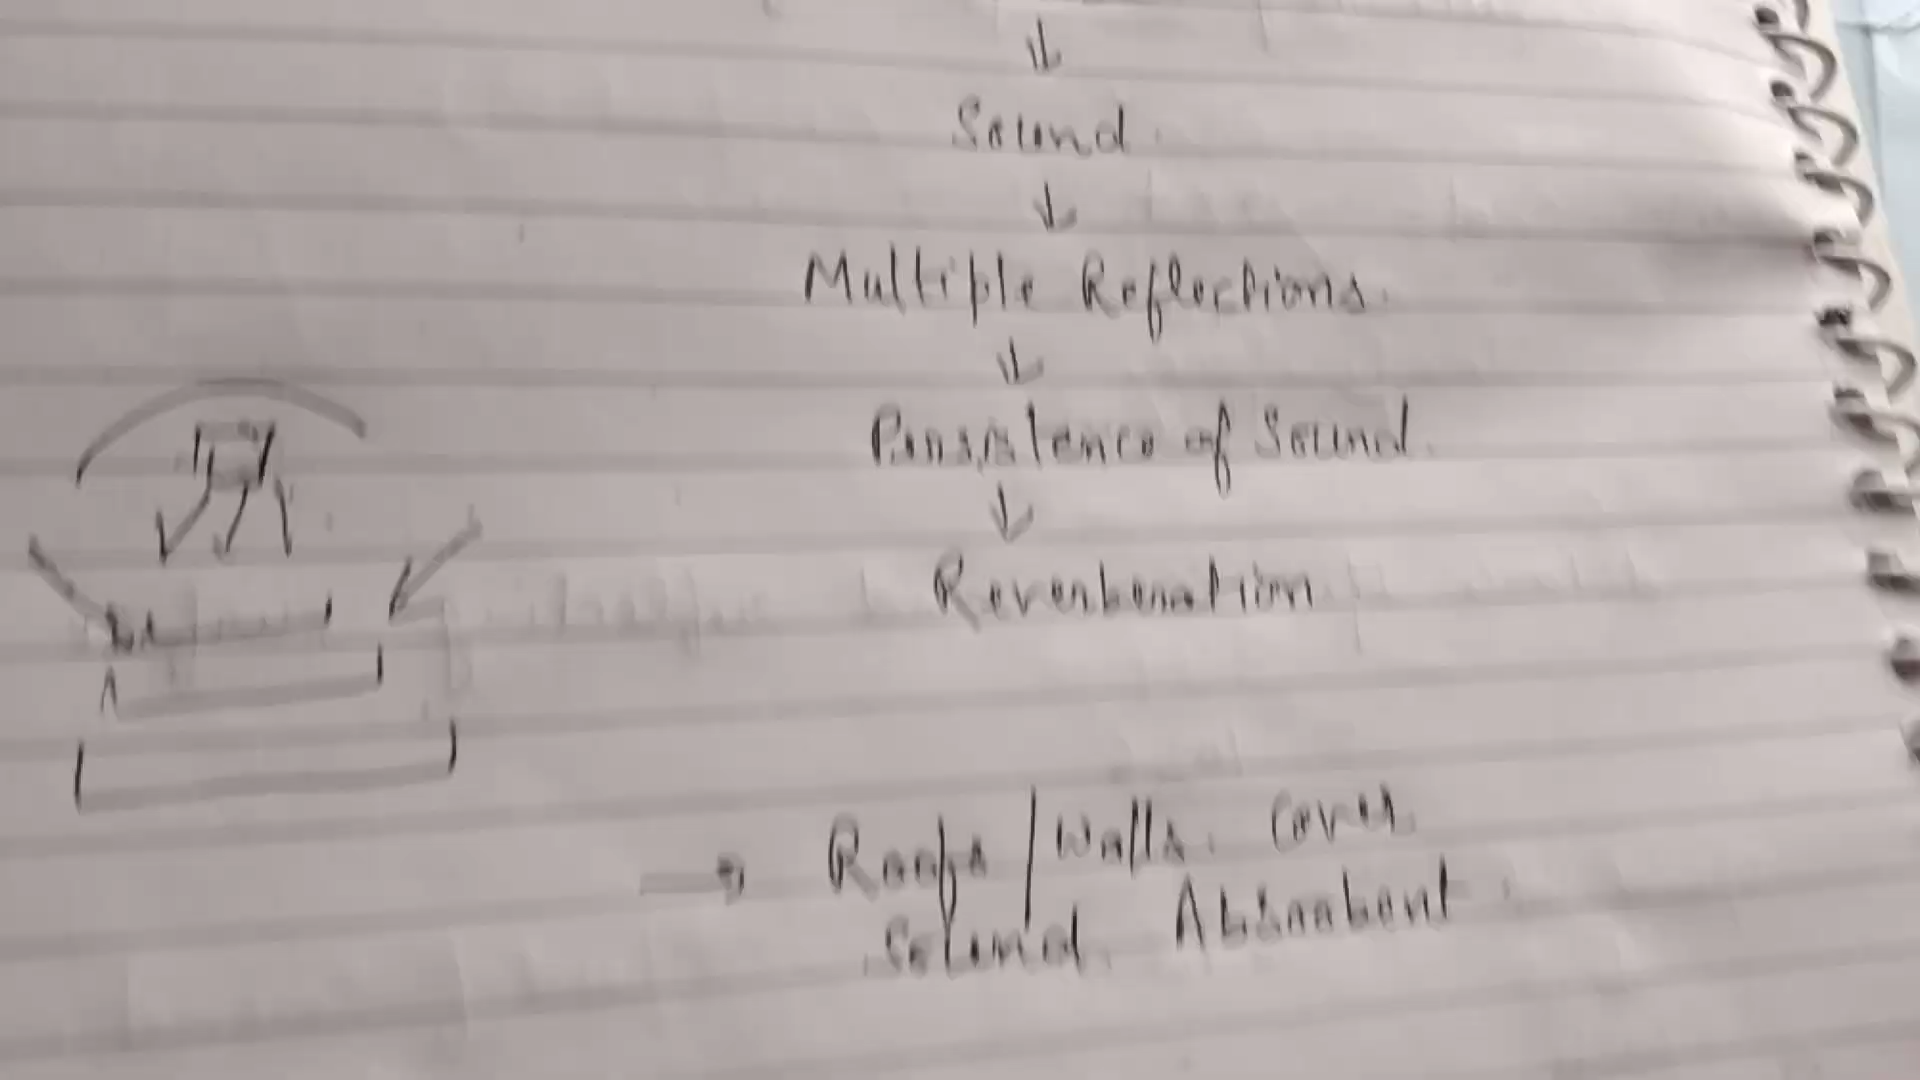 ↓
Sound.
↓
Multiple Reflections.
↓
Persistence of Sound.
↓
Reverberation
→ Roofs / Walls. Cover
Sound. Absorbent